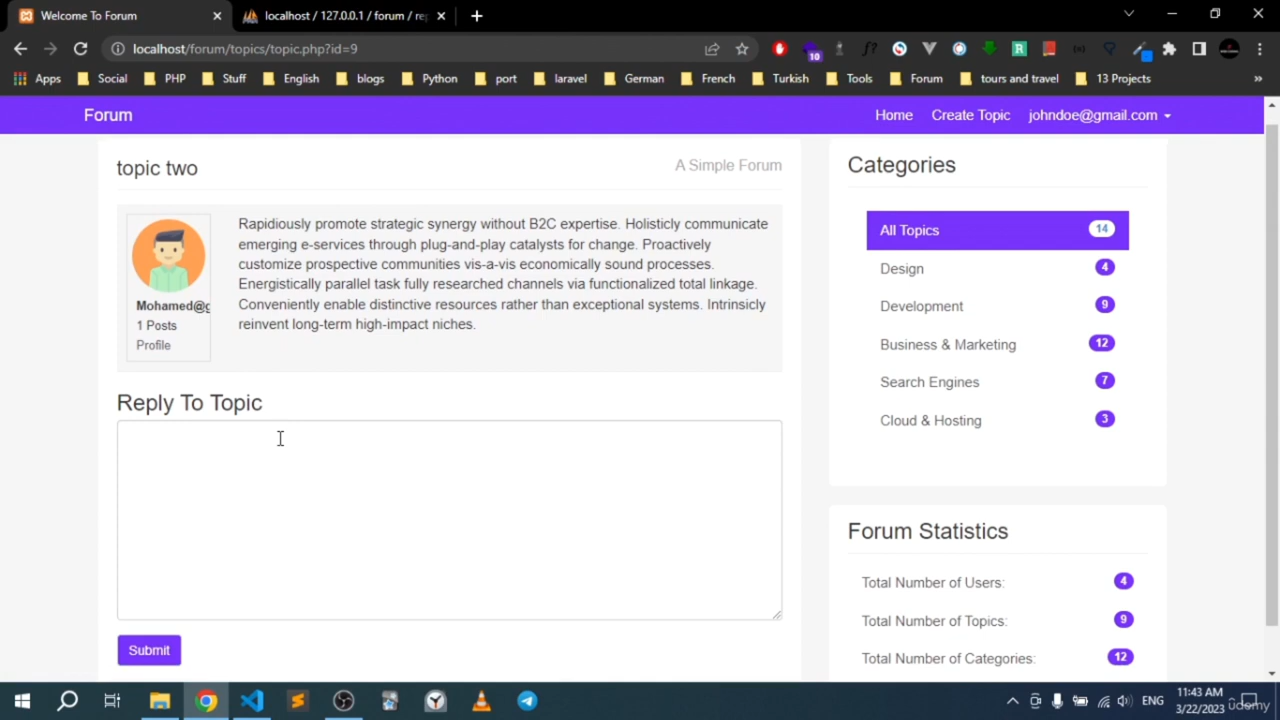 Welcome To Forum
localhost / 127.0.0.1 / forum / re
localhost/forum/topics/topic.php?id=9
10
Apps Social PHP Stuff English blogs Python port laravel German French Turkish Tools Forum tours and travel 13 Projects »
Forum Home Create Topic johndoe@gmail.com
topic two
A Simple Forum
Rapidiously promote strategic synergy without B2C expertise. Holisticly communicate
emerging e-services through plug-and-play catalysts for change. Proactively
customize prospective communities vis-a-vis economically sound processes.
Energistically parallel task fully researched channels via functionalized total linkage.
Conveniently enable distinctive resources rather than exceptional systems. Intrinsicly
reinvent long-term high-impact niches.
Mohamed@g
1 Posts
Profile
Reply To Topic
Submit
Categories
All Topics 14
Design 4
Development 9
Business & Marketing 12
Search Engines 7
Cloud & Hosting 3
Forum Statistics
Total Number of Users: 4
Total Number of Topics: 9
Total Number of Categories: 12
ENG
11:43 AM
3/22/2023
udemy